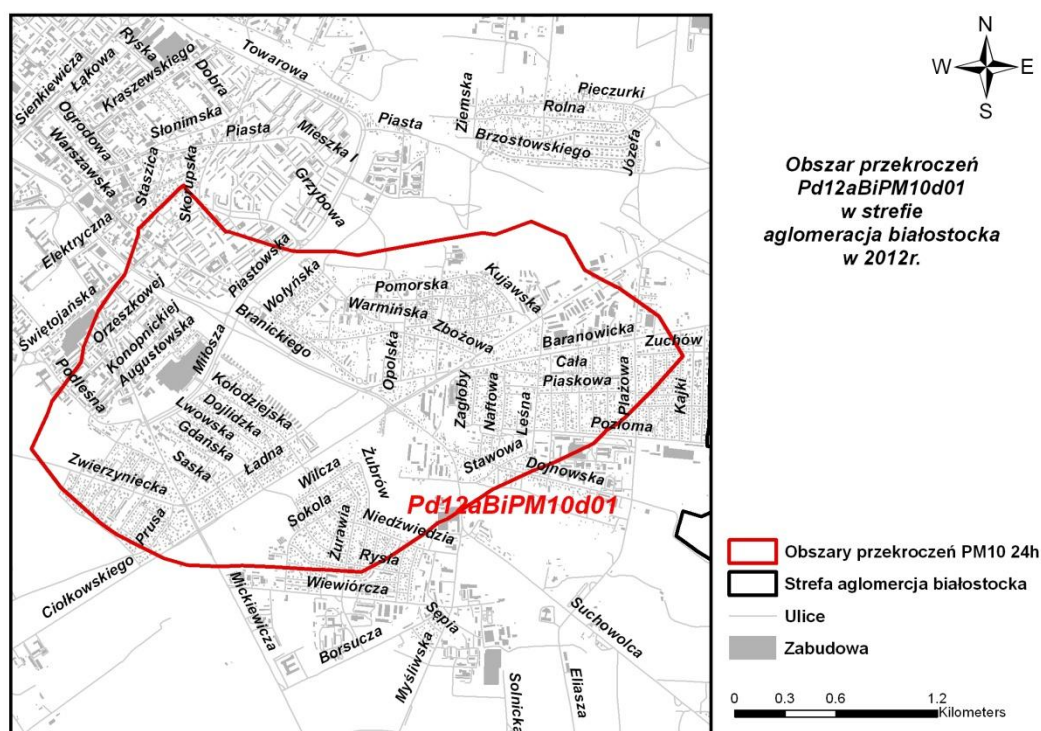 N
W E
S
Obszar przekroczeń
Pd12aBiPM10d01
w strefie
aglomeracja białostocka
w 2012r.
Sienkiewicza
Łąkowa
Ryska
Kraszewskiego
Dobra
Towarowa
Ogrodowa
Warszawska
Słonimska
Staszica
Piasta
Mieszka I
Piasta
Ziemska
Pieczurki
Rolna
Brzostowskiego
Józefa
Skorupska
Grzybowa
Elektryczna
Piastowska
Świętojańska
Orzeszkowej
Konopnickiej
Augustowska
Miłosza
Wołyńska
Branickiego
Pomorska
Warmińska
Zbożowa
Kujawska
Opolska
Baranowicka
Zuchów
Cała
Piaskowa
Plażowa
Kajki
Pozioma
Zagłoby
Naftowa
Leśna
Stawowa
Dojnowska
Podleśna
Kołodziejska
Dojlidzka
Lwowska
Gdańska
Saska
Ładna
Zwierzyniecka
Prusa
Wilcza
Żubrów
Sokola
Żurawia
Niedźwiedzia
Rysia
Pd12aBiPM10d01
Ciołkowskiego
Mickiewicza
Wiewiórcza
Borsucza
Sępia
Myśliwska
Solnicka
Eliasza
Suchowolca
Obszary przekroczeń PM10 24h
Strefa aglomercja białostocka
Ulice
Zabudowa
0 0.3 0.6 1.2
Kilometers